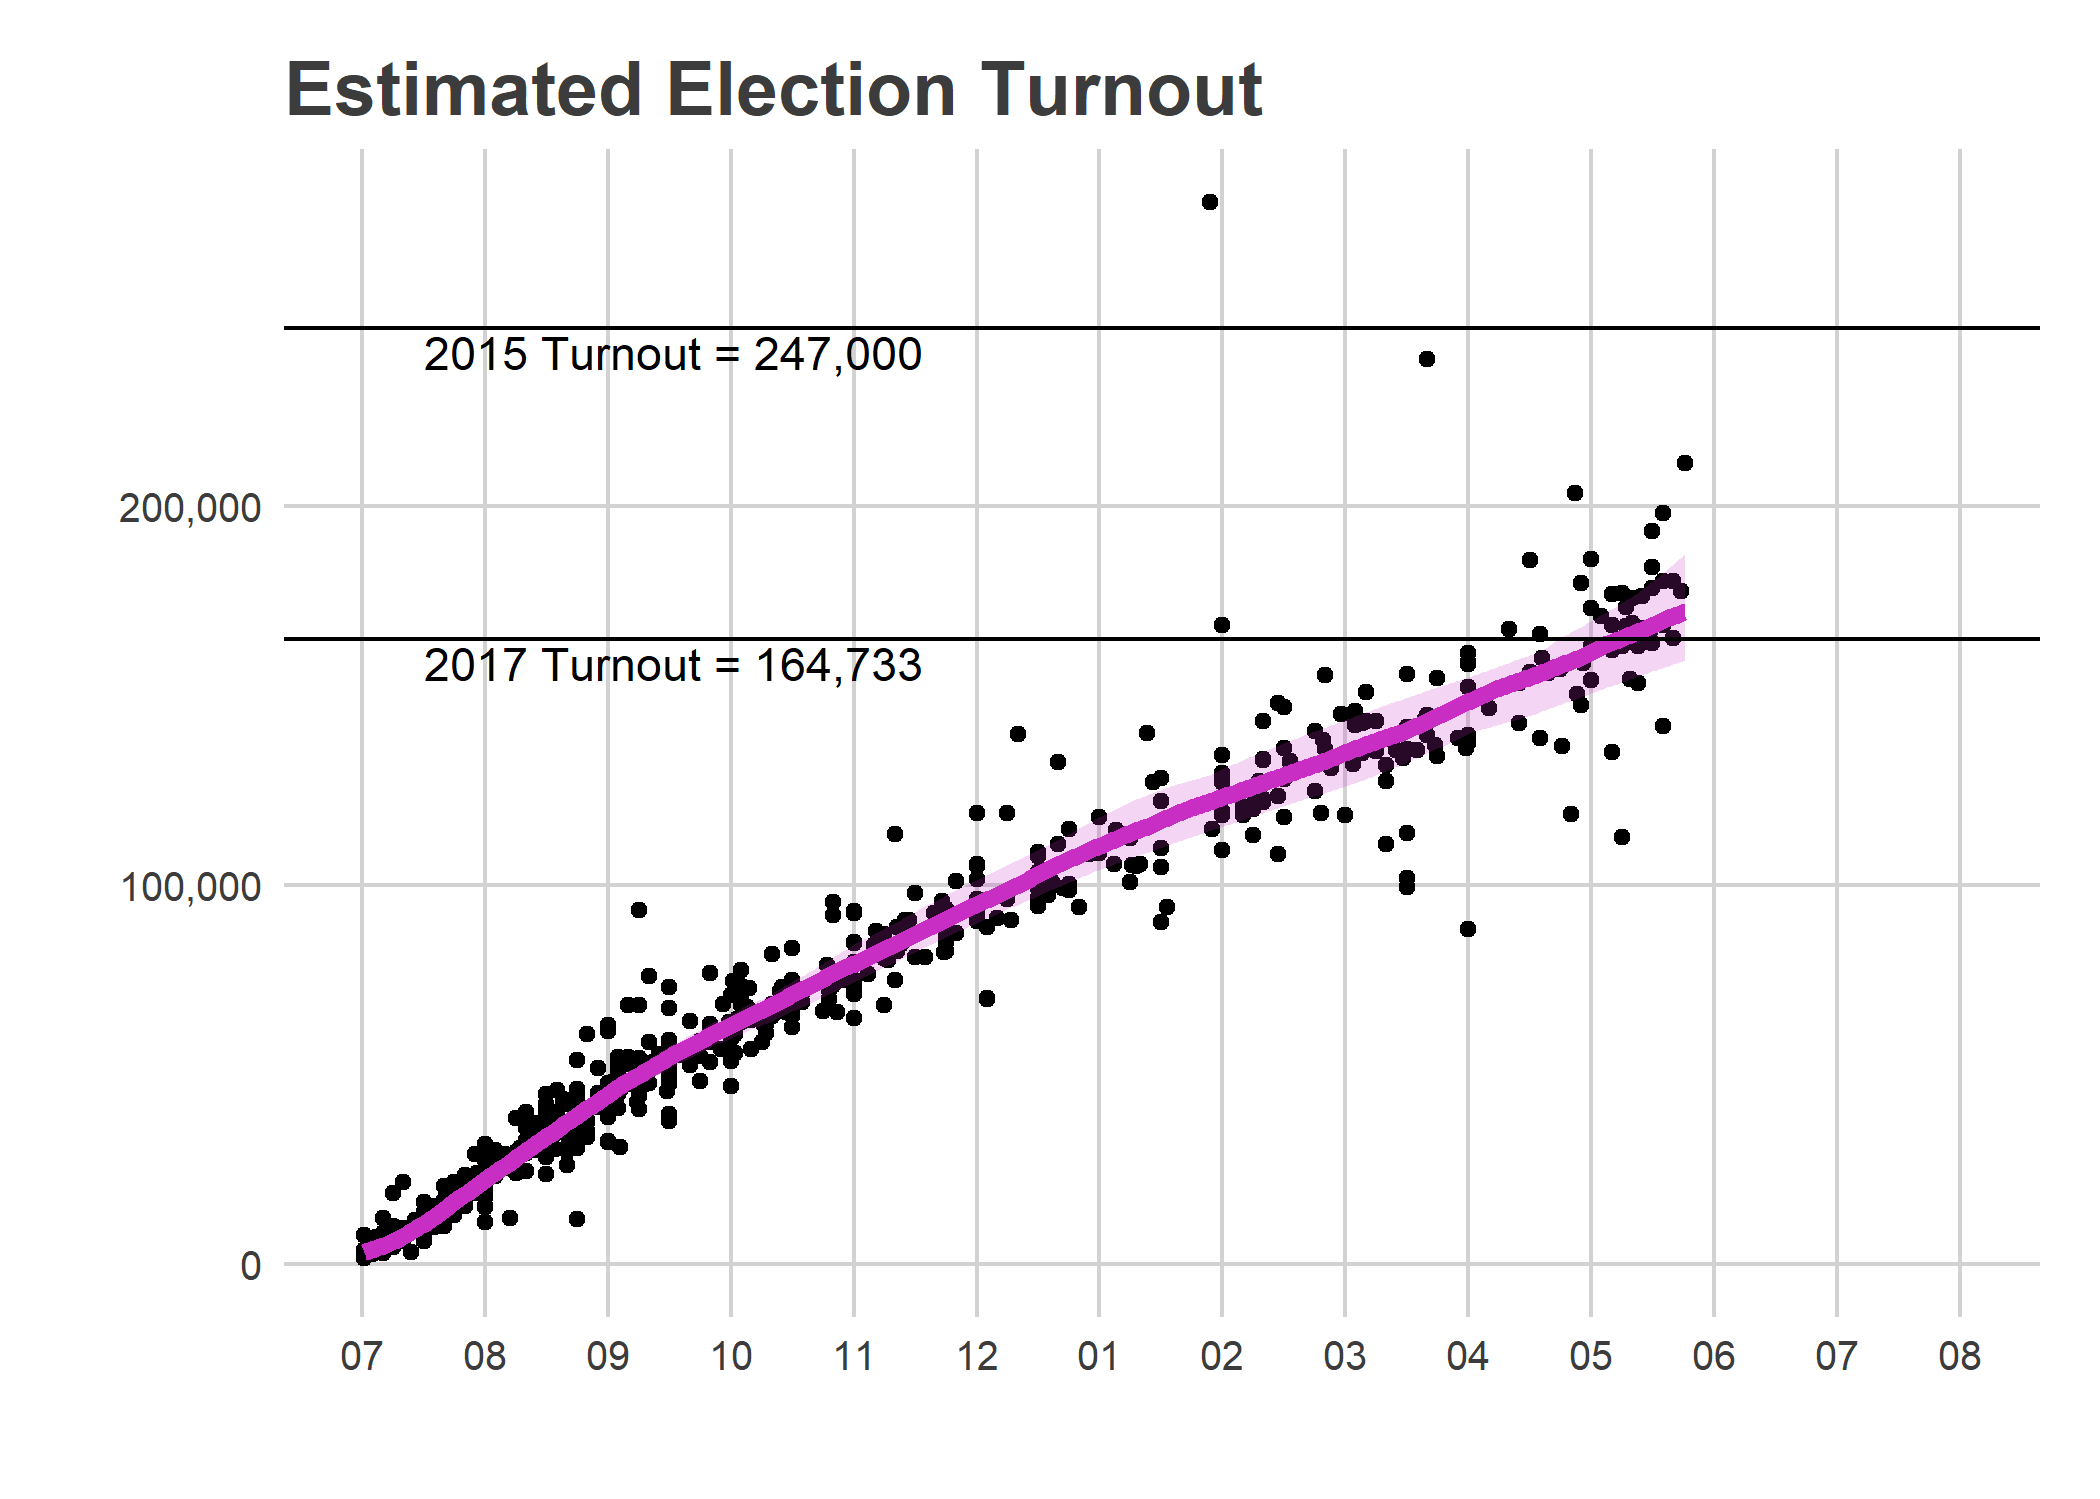 Estimated Election Turnout
2015 Turnout = 247,000
200,000
2017 Turnout = 164,733
100,000
0
07 08 09 10 11 12 01 02 03 04 05 06 07 08